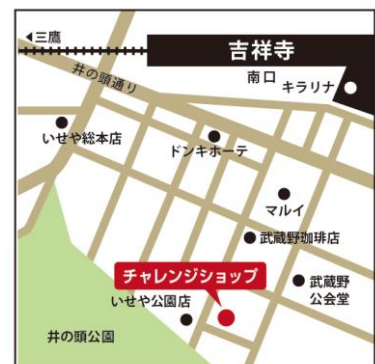 ◀三鷹
吉祥寺
南口
キラリナ
井の頭通り
いせや総本店
ドンキホーテ
マルイ
武蔵野珈琲店
チャレンジショップ
武蔵野
公会堂
いせや公園店
井の頭公園